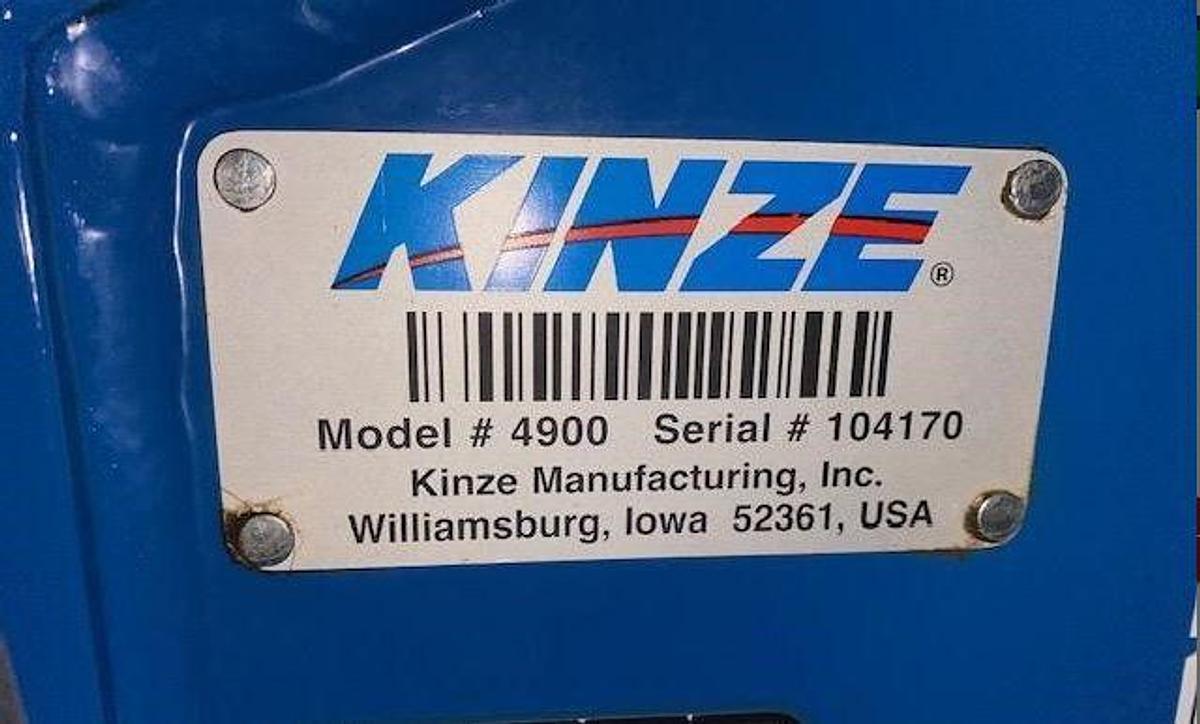 KINZE®
Model # 4900 Serial # 104170
Kinze Manufacturing, Inc.
Williamsburg, Iowa 52361, USA